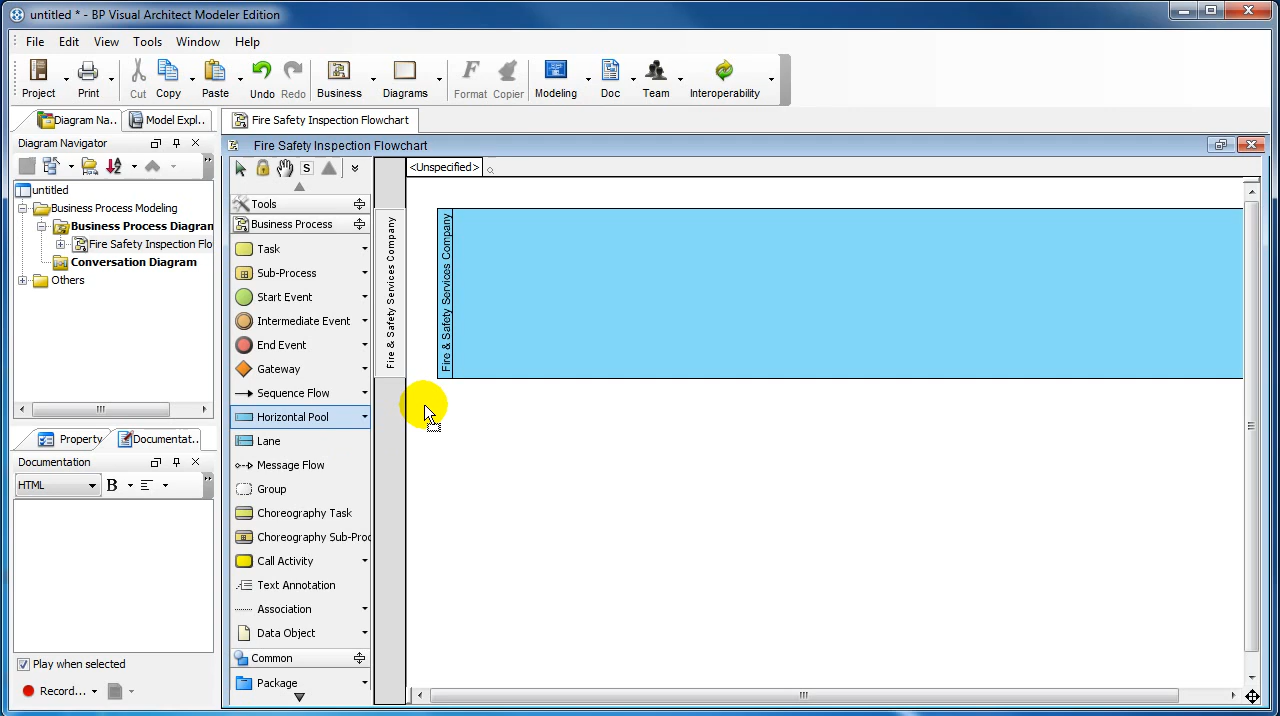 untitled * - BP Visual Architect Modeler Edition
File Edit View Tools Window Help
Project Print Cut Copy Paste Undo Redo Business Diagrams Format Copier Modeling Doc Team Interoperability
Diagram Na.. Model Expl.. Fire Safety Inspection Flowchart
Diagram Navigator
Fire Safety Inspection Flowchart
S
<Unspecified>
untitled
Business Process Modeling
Business Process Diagran
Fire Safety Inspection Flo
Conversation Diagram
Others
Tools
Business Process
Task
Sub-Process
Start Event
Intermediate Event
End Event
Gateway
Sequence Flow
Horizontal Pool
Lane
Message Flow
Group
Choreography Task
Choreography Sub-Proc
Call Activity
Text Annotation
Association
Data Object
Common
Package
Fire & Safety Services Company
Fire & Safety Services Company
Property Documentat..
Documentation
HTML B
Play when selected
Record...